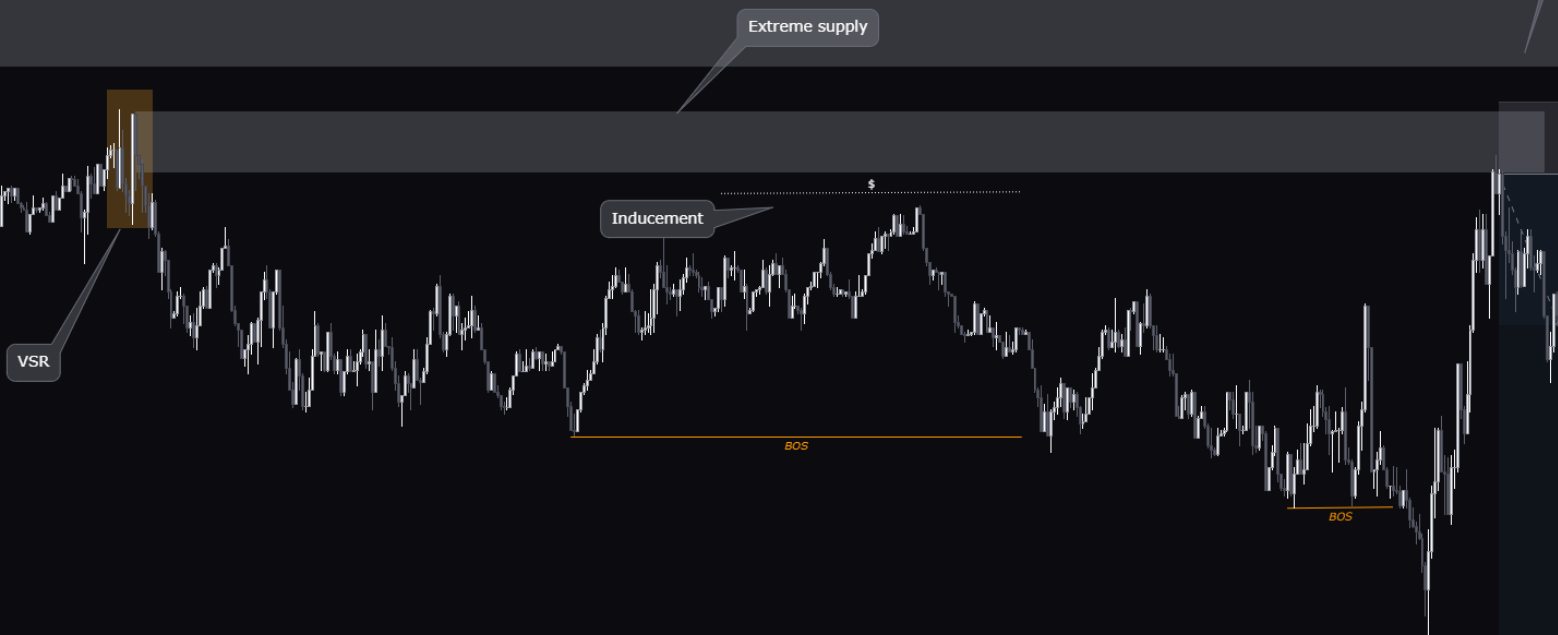 Extreme supply
$
Inducement
VSR
BOS
BOS